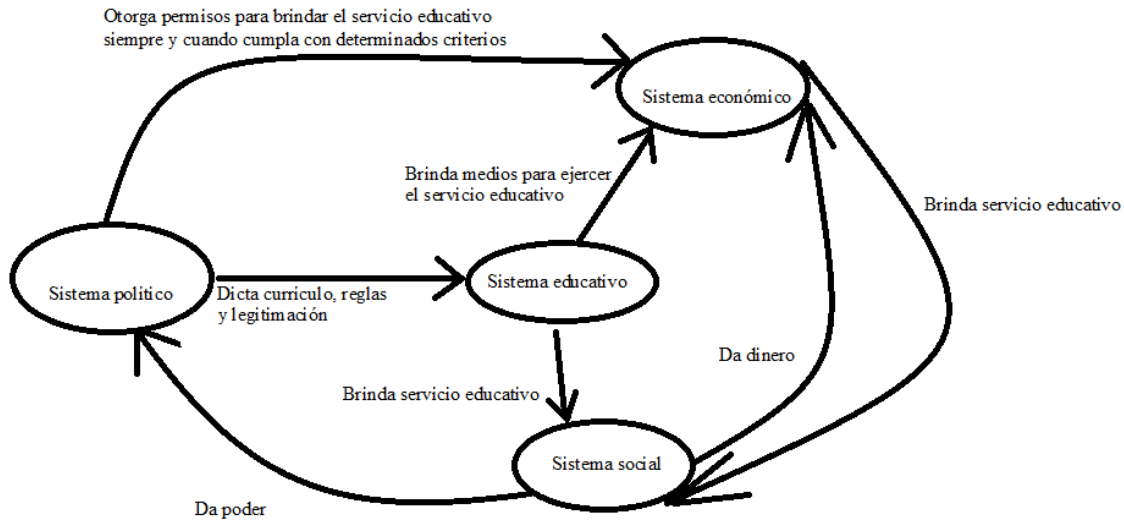 Otorga permisos para brindar el servicio educativo
siempre y cuando cumpla con determinados criterios
Sistema económico
Brinda medios para ejercer
el servicio educativo
Brinda servicio educativo
Sistema político
Dicta currículo, reglas
y legitimación
Sistema educativo
Da dinero
Brinda servicio educativo
Sistema social
Da poder